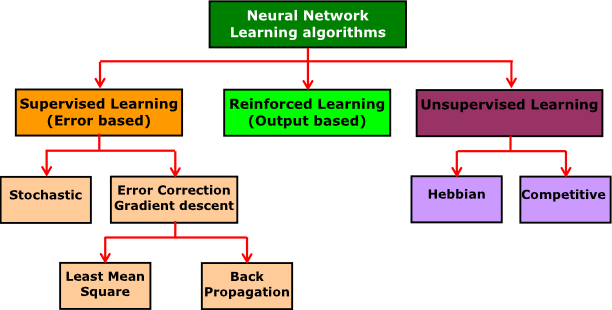 Neural Network
Learning algorithms
Supervised Learning
(Error based)
Reinforced Learning
(Output based)
Unsupervised Learning
Stochastic
Error Correction
Gradient descent
Hebbian
Competitive
Least Mean
Square
Back
Propagation